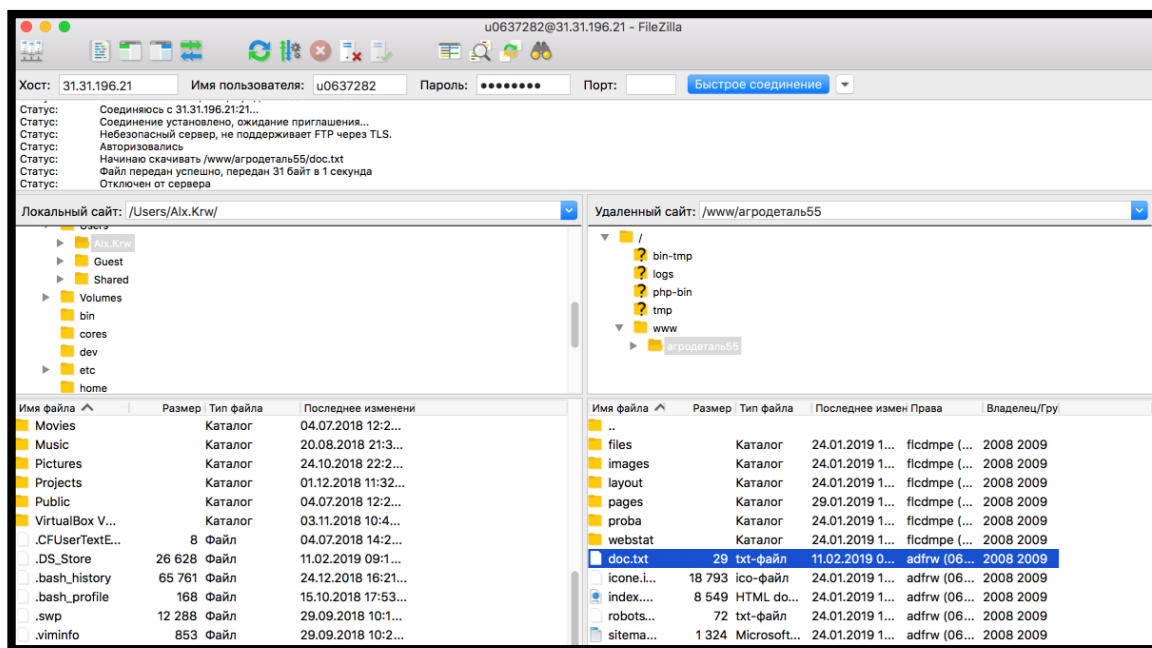 u0637282@31.31.196.21 - FileZilla
Хост: 31.31.196.21 Имя пользователя: u0637282 Пароль: ●●●●●●●● Порт: Быстрое соединение
Статус: Соединяюсь с 31.31.196.21:21...
Статус: Соединение установлено, ожидание приглашения...
Статус: Небезопасный сервер, не поддерживает FTP через TLS.
Статус: Авторизовались
Статус: Начинаю скачивать /www/агродеталь55/doc.txt
Статус: Файл передан успешно, передан 31 байт в 1 секунда
Статус: Отключен от сервера
Локальный сайт: /Users/Alx.Krw/
Users
Alx.Krw
Guest
Shared
Volumes
bin
cores
dev
etc
home
Имя файла Размер Тип файла Последнее изменени
Movies Каталог 04.07.2018 12:2...
Music Каталог 20.08.2018 21:3...
Pictures Каталог 24.10.2018 22:2...
Projects Каталог 01.12.2018 11:32...
Public Каталог 04.07.2018 12:2...
VirtualBox V... Каталог 03.11.2018 10:4...
.CFUserTextE... 8 Файл 04.07.2018 14:2...
.DS_Store 26 628 Файл 11.02.2019 09:1...
.bash_history 65 761 Файл 24.12.2018 16:21...
.bash_profile 168 Файл 15.10.2018 17:53...
.swp 12 288 Файл 29.09.2018 10:1...
.viminfo 853 Файл 29.09.2018 10:2...
Удаленный сайт: /www/агродеталь55
/
bin-tmp
logs
php-bin
tmp
www
агродеталь55
Имя файла Размер Тип файла Последнее измен Права Владелец/Гру
..
files Каталог 24.01.2019 1... flcdmpe (... 2008 2009
images Каталог 24.01.2019 1... flcdmpe (... 2008 2009
layout Каталог 24.01.2019 1... flcdmpe (... 2008 2009
pages Каталог 29.01.2019 1... flcdmpe (... 2008 2009
proba Каталог 24.01.2019 1... flcdmpe (... 2008 2009
webstat Каталог 24.01.2019 1... flcdmpe (... 2008 2009
doc.txt 29 txt-файл 11.02.2019 0... adfrw (06... 2008 2009
icone.i... 18 793 ico-файл 24.01.2019 1... adfrw (06... 2008 2009
index.... 8 549 HTML do... 24.01.2019 1... adfrw (06... 2008 2009
robots... 72 txt-файл 24.01.2019 1... adfrw (06... 2008 2009
sitema... 1 324 Microsoft... 24.01.2019 1... adfrw (06... 2008 2009